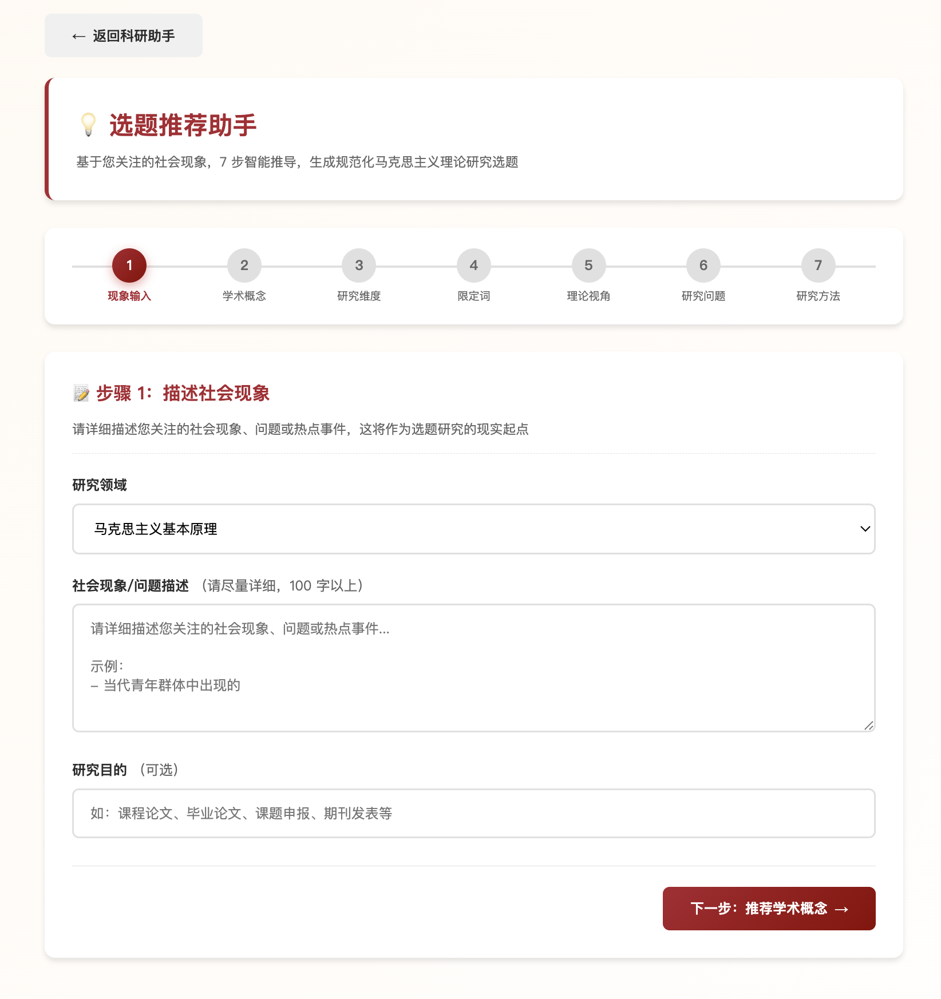 ← 返回科研助手
选题推荐助手
基于您关注的社会现象，7 步智能推导，生成规范化马克思主义理论研究选题
1 2 3 4 5 6 7
现象输入 学术概念 研究维度 限定词 理论视角 研究问题 研究方法
步骤 1：描述社会现象
请详细描述您关注的社会现象、问题或热点事件，这将作为选题研究的现实起点
研究领域
马克思主义基本原理
社会现象/问题描述 （请尽量详细，100 字以上）
请详细描述您关注的社会现象、问题或热点事件...
示例：
- 当代青年群体中出现的
研究目的 （可选）
如：课程论文、毕业论文、课题申报、期刊发表等
下一步：推荐学术概念 →